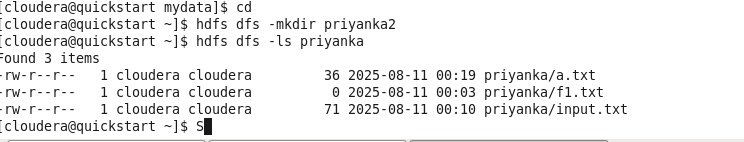 [cloudera@quickstart mydata]$ cd
[cloudera@quickstart ~]$ hdfs dfs -mkdir priyanka2
[cloudera@quickstart ~]$ hdfs dfs -ls priyanka
Found 3 items
-rw-r--r--   1 cloudera cloudera         36 2025-08-11 00:19 priyanka/a.txt
-rw-r--r--   1 cloudera cloudera          0 2025-08-11 00:03 priyanka/f1.txt
-rw-r--r--   1 cloudera cloudera         71 2025-08-11 00:10 priyanka/input.txt
[cloudera@quickstart ~]$ S